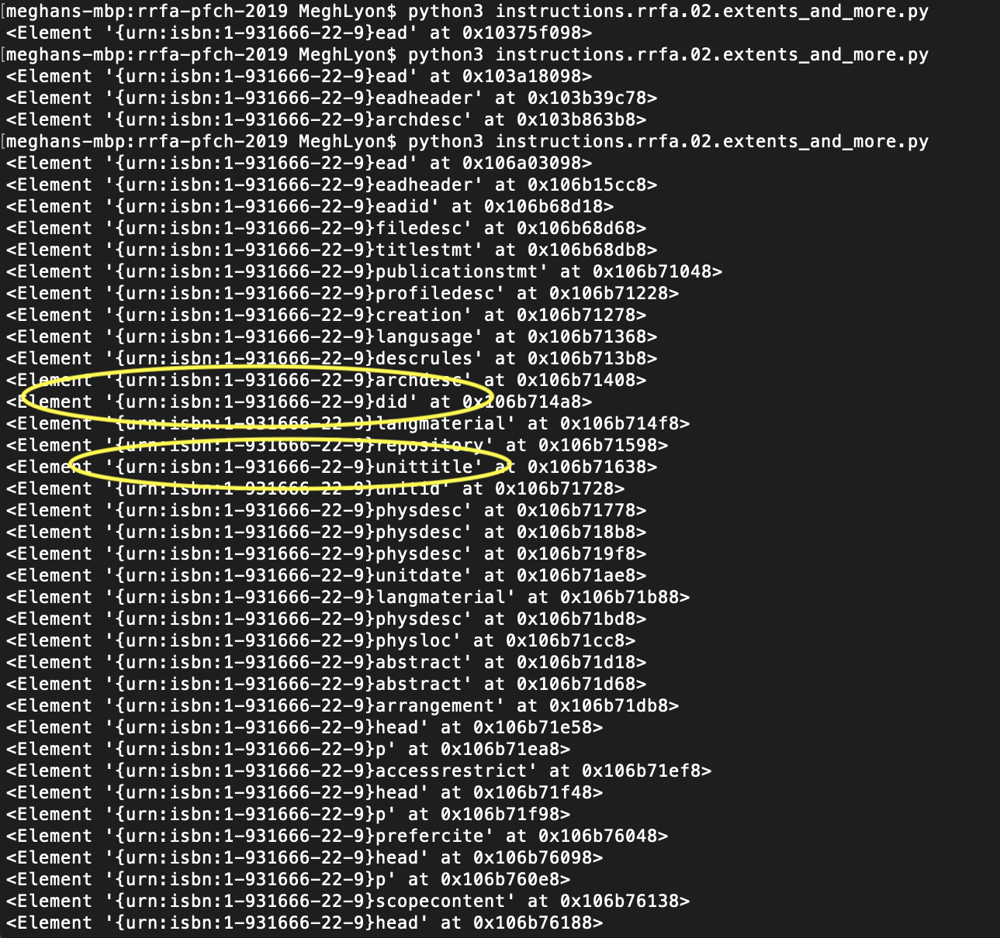 meghans-mbp:rrfa-pfch-2019 MeghLyon$ python3 instructions.rrfa.02.extents_and_more.py
<Element '{urn:isbn:1-931666-22-9}ead' at 0x10375f098>
meghans-mbp:rrfa-pfch-2019 MeghLyon$ python3 instructions.rrfa.02.extents_and_more.py
<Element '{urn:isbn:1-931666-22-9}ead' at 0x103a18098>
<Element '{urn:isbn:1-931666-22-9}eadheader' at 0x103b39c78>
<Element '{urn:isbn:1-931666-22-9}archdesc' at 0x103b863b8>
meghans-mbp:rrfa-pfch-2019 MeghLyon$ python3 instructions.rrfa.02.extents_and_more.py
<Element '{urn:isbn:1-931666-22-9}ead' at 0x106a03098>
<Element '{urn:isbn:1-931666-22-9}eadheader' at 0x106b15cc8>
<Element '{urn:isbn:1-931666-22-9}eadid' at 0x106b68d18>
<Element '{urn:isbn:1-931666-22-9}filedesc' at 0x106b68d68>
<Element '{urn:isbn:1-931666-22-9}titlestmt' at 0x106b68db8>
<Element '{urn:isbn:1-931666-22-9}publicationstmt' at 0x106b71048>
<Element '{urn:isbn:1-931666-22-9}profiledesc' at 0x106b71228>
<Element '{urn:isbn:1-931666-22-9}creation' at 0x106b71278>
<Element '{urn:isbn:1-931666-22-9}langusage' at 0x106b71368>
<Element '{urn:isbn:1-931666-22-9}descrules' at 0x106b713b8>
<Element '{urn:isbn:1-931666-22-9}archdesc' at 0x106b71408>
<Element '{urn:isbn:1-931666-22-9}did' at 0x106b714a8>
<Element '{urn:isbn:1-931666-22-9}langmaterial' at 0x106b714f8>
<Element '{urn:isbn:1-931666-22-9}repository' at 0x106b71598>
<Element '{urn:isbn:1-931666-22-9}unittitle' at 0x106b71638>
<Element '{urn:isbn:1-931666-22-9}unitid' at 0x106b71728>
<Element '{urn:isbn:1-931666-22-9}physdesc' at 0x106b71778>
<Element '{urn:isbn:1-931666-22-9}physdesc' at 0x106b718b8>
<Element '{urn:isbn:1-931666-22-9}physdesc' at 0x106b719f8>
<Element '{urn:isbn:1-931666-22-9}unitdate' at 0x106b71ae8>
<Element '{urn:isbn:1-931666-22-9}langmaterial' at 0x106b71b88>
<Element '{urn:isbn:1-931666-22-9}physdesc' at 0x106b71bd8>
<Element '{urn:isbn:1-931666-22-9}physloc' at 0x106b71cc8>
<Element '{urn:isbn:1-931666-22-9}abstract' at 0x106b71d18>
<Element '{urn:isbn:1-931666-22-9}abstract' at 0x106b71d68>
<Element '{urn:isbn:1-931666-22-9}arrangement' at 0x106b71db8>
<Element '{urn:isbn:1-931666-22-9}head' at 0x106b71e58>
<Element '{urn:isbn:1-931666-22-9}p' at 0x106b71ea8>
<Element '{urn:isbn:1-931666-22-9}accessrestrict' at 0x106b71ef8>
<Element '{urn:isbn:1-931666-22-9}head' at 0x106b71f48>
<Element '{urn:isbn:1-931666-22-9}p' at 0x106b71f98>
<Element '{urn:isbn:1-931666-22-9}prefercite' at 0x106b76048>
<Element '{urn:isbn:1-931666-22-9}head' at 0x106b76098>
<Element '{urn:isbn:1-931666-22-9}p' at 0x106b760e8>
<Element '{urn:isbn:1-931666-22-9}scopecontent' at 0x106b76138>
<Element '{urn:isbn:1-931666-22-9}head' at 0x106b76188>